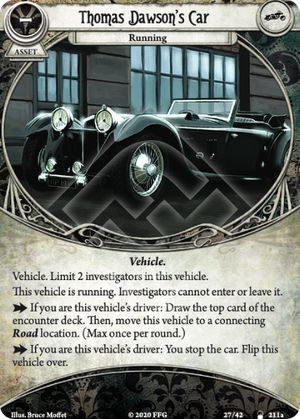 Thomas Dawson's Car
Running
ASSET
Vehicle.
Vehicle. Limit 2 investigators in this vehicle.
This vehicle is running. Investigators cannot enter or leave it.
If you are this vehicle's driver: Draw the top card of the
encounter deck. Then, move this vehicle to a connecting
Road location. (Max once per round.)
If you are this vehicle's driver: You stop the car. Flip this
vehicle over.
Illus. Bruce Moffet
© 2020 FFG
27/42
211a